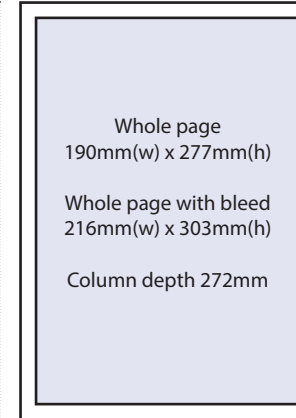 Whole page
190mm(w) x 277mm(h)
Whole page with bleed
216mm(w) x 303mm(h)
Column depth 272mm